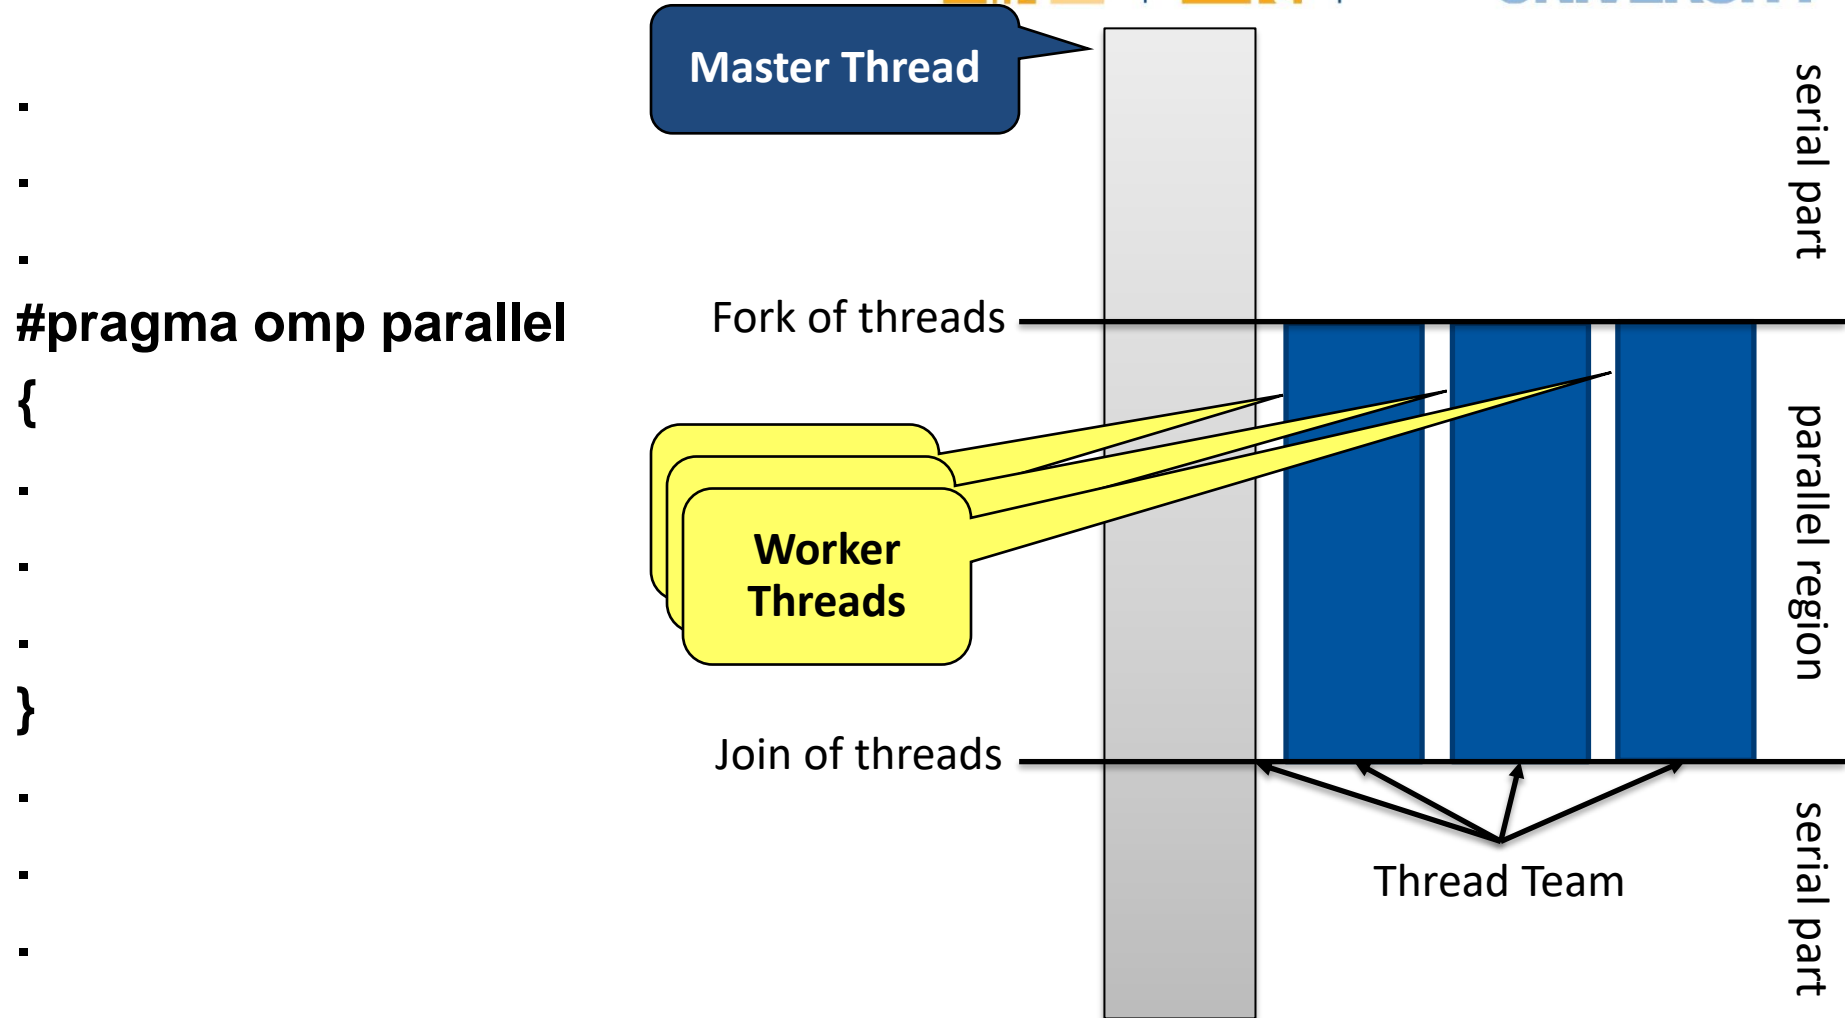 UNIVERSITY
Master Thread
serial part
.
.
.
#pragma omp parallel
Fork of threads
{
.
.
.
Worker
Threads
parallel region
}
Join of threads
.
.
.
Thread Team
serial part